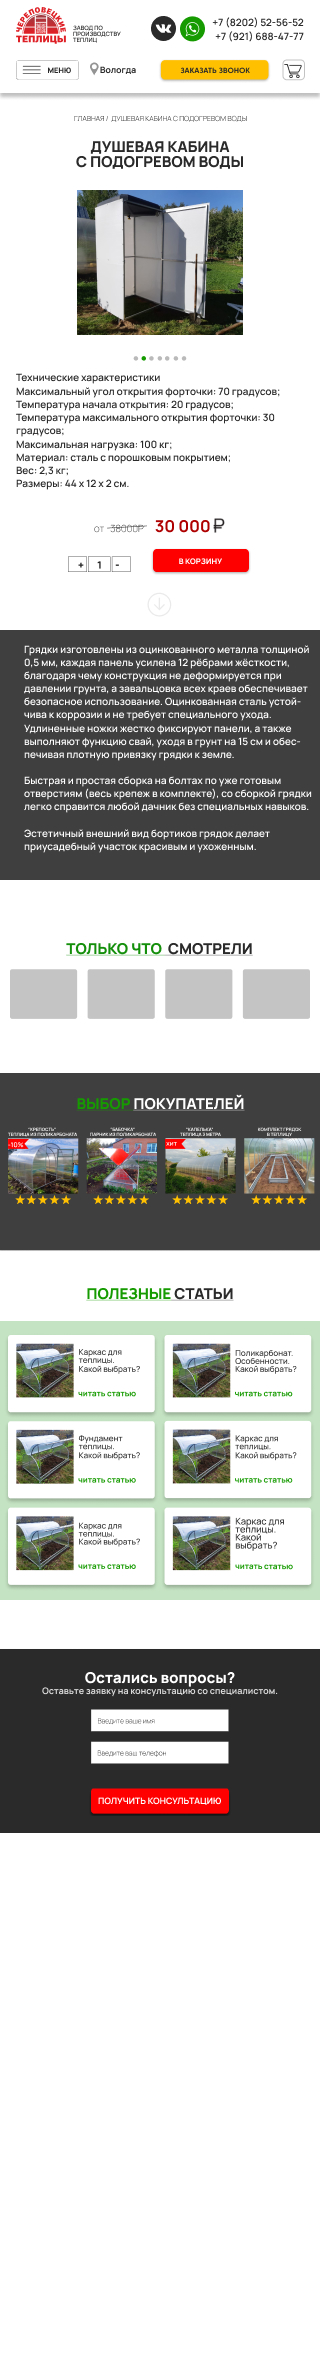 ЧЕРЕПОВЕЦКИЕ
ТЕПЛИЦЫ
ЗАВОД ПО
ПРОИЗВОДСТВУ
ТЕПЛИЦ
+7 (8202) 52-56-52
+7 (921) 688-47-77
МЕНЮ
Вологда
ЗАКАЗАТЬ ЗВОНОК
ГЛАВНАЯ / ДУШЕВАЯ КАБИНА С ПОДОГРЕВОМ ВОДЫ
ДУШЕВАЯ КАБИНА
С ПОДОГРЕВОМ ВОДЫ
Технические характеристики
Максимальный угол открытия форточки: 70 градусов;
Температура начала открытия: 20 градусов;
Температура максимального открытия форточки: 30
градусов;
Максимальная нагрузка: 100 кг;
Материал: сталь с порошковым покрытием;
Вес: 2,3 кг;
Размеры: 44 х 12 х 2 см.
от 38000₽ 30 000 ₽
+ 1 -
В КОРЗИНУ
Грядки изготовлены из оцинкованного металла толщиной
0,5 мм, каждая панель усилена 12 рёбрами жёсткости,
благодаря чему конструкция не деформируется при
давлении грунта, а завальцовка всех краев обеспечивает
безопасное использование. Оцинкованная сталь устой-
чива к коррозии и не требует специального ухода.
Удлиненные ножки жестко фиксируют панели, а также
выполняют функцию свай, уходя в грунт на 15 см и обес-
печивая плотную привязку грядки к земле.
Быстрая и простая сборка на болтах по уже готовым
отверстиям (весь крепеж в комплекте), со сборкой грядки
легко справится любой дачник без специальных навыков.
Эстетичный внешний вид бортиков грядок делает
приусадебный участок красивым и ухоженным.
ТОЛЬКО ЧТО СМОТРЕЛИ
ВЫБОР ПОКУПАТЕЛЕЙ
"КРЕПОСТЬ"
ТЕПЛИЦА ИЗ ПОЛИКАРБОНАТА
-10%
"БАБОЧКА"
ПАРНИК ИЗ ПОЛИКАРБОНАТА
"КАПЕЛЬКА"
ТЕПЛИЦА 3 МЕТРА
ХИТ
КОМПЛЕКТ ГРЯДОК
В ТЕПЛИЦУ
ПОЛЕЗНЫЕ СТАТЬИ
Каркас для
теплицы.
Какой выбрать?
читать статью
Поликарбонат.
Особенности.
Какой выбрать?
читать статью
Фундамент
теплицы.
Какой выбрать?
читать статью
Каркас для
теплицы.
Какой выбрать?
читать статью
Каркас для
теплицы.
Какой выбрать?
читать статью
Каркас для
теплицы.
Какой
выбрать?
читать статью
Остались вопросы?
Оставьте заявку на консультацию со специалистом.
Введите ваше имя
Введите ваш телефон
ПОЛУЧИТЬ КОНСУЛЬТАЦИЮ